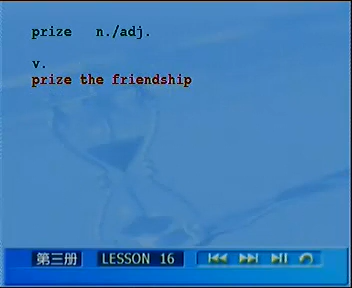 prize n./adj.
v.
prize the friendship
第三册 LESSON 16